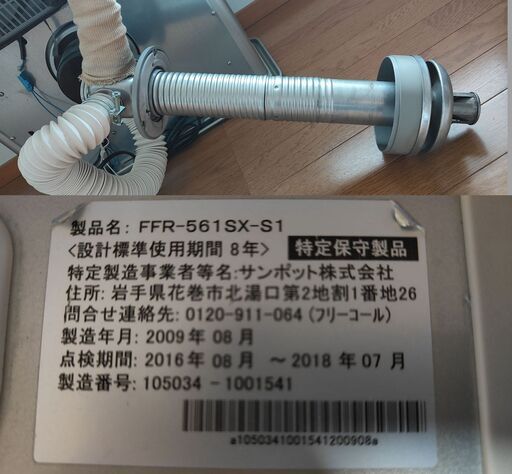 製品名: FFR-561SX-S1
<設計標準使用期間 8年> 特定保守製品
特定製造事業者等名:サンポット株式会社
住所: 岩手県花巻市北湯口第2地割1番地26
問合せ連絡先: 0120-911-064 (フリーコール)
製造年月: 2009 年 08 月
点検期間: 2016 年 08 月 ～ 2018 年 07 月
製造番号: 105034 -1001541
a1050341001541200908a